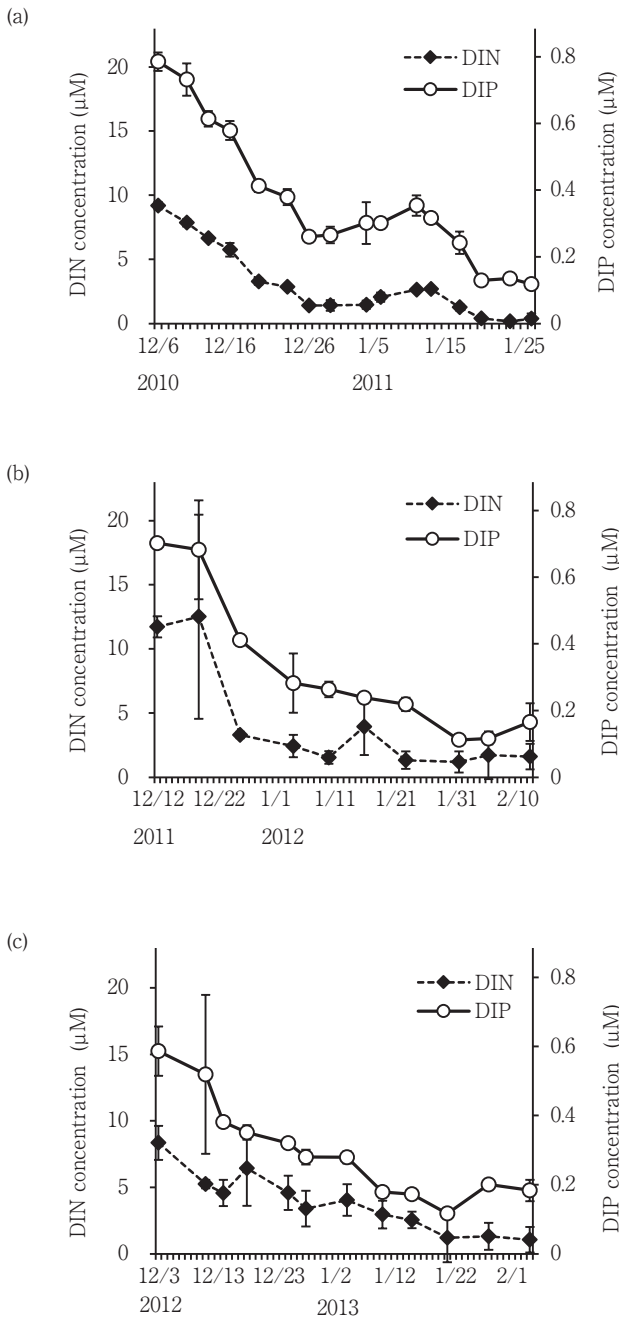 (a)
DIN
DIP
DIN concentration (µM)
DIP concentration (µM)
20
15
10
5
0
0.8
0.6
0.4
0.2
0
12/6 12/16 12/26 1/5 1/15 1/25
2010 2011
(b)
DIN
DIP
DIN concentration (µM)
DIP concentration (µM)
20
15
10
5
0
0.8
0.6
0.4
0.2
0
12/12 12/22 1/1 1/11 1/21 1/31 2/10
2011 2012
(c)
DIN
DIP
DIN concentration (µM)
DIP concentration (µM)
20
15
10
5
0
0.8
0.6
0.4
0.2
0
12/3 12/13 12/23 1/2 1/12 1/22 2/1
2012 2013